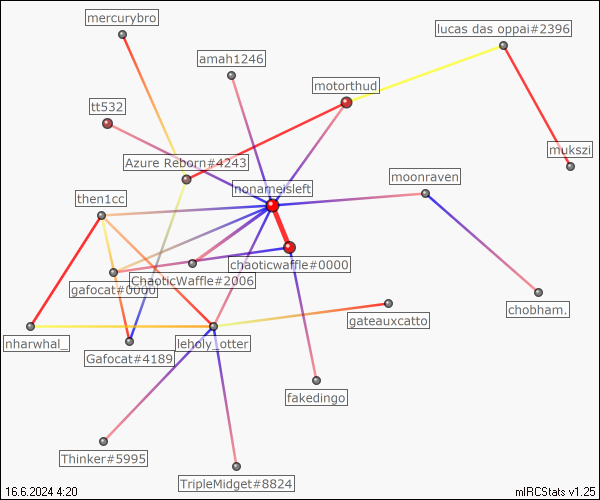 mercurybro
lucas das oppai#2396
amah1246
motorthud
tt532
mukszi
Azure Reborn#4243
moonraven
nonameisleft
then1cc
chaoticwaffle#0000
ChaoticWaffle#2006
gafocat#0000
chobham.
gateauxcatto
nharwhal_
leholy_otter
Gafocat#4189
fakedingo
Thinker#5995
TripleMidget#8824
16.6.2024 4:20
mIRCStats v1.25